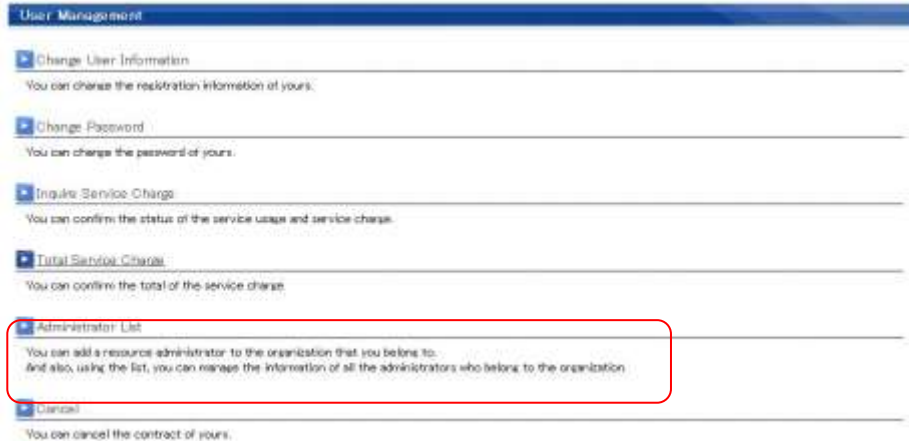 User Management
Change User Information
You can change the registration information of yours.
Change Password
You can change the password of yours.
Inquire Service Charge
You can confirm the status of the service usage and service charge.
Total Service Charge
You can confirm the total of the service charge
Administrator List
You can add a resource administrator to the organization that you belong to.
And also, using the list, you can manage the information of all the administrators who belong to the organization
Cancel
You can cancel the contract of yours.